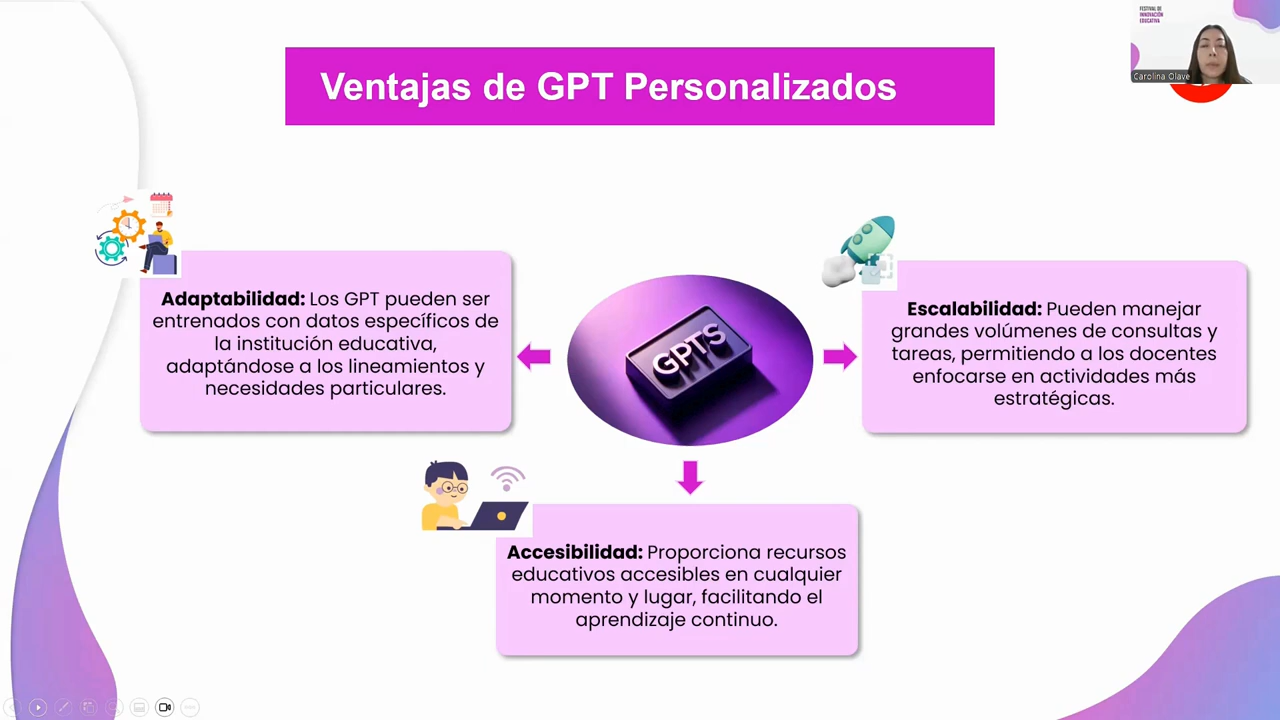 FESTIVAL DE
INNOVACIÓN
EDUCATIVA
Carolina Olave
Ventajas de GPT Personalizados
Adaptabilidad: Los GPT pueden ser
entrenados con datos específicos de
la institución educativa,
adaptándose a los lineamientos y
necesidades particulares.
GPTS
Escalabilidad: Pueden manejar
grandes volúmenes de consultas y
tareas, permitiendo a los docentes
enfocarse en actividades más
estratégicas.
Accesibilidad: Proporciona recursos
educativos accesibles en cualquier
momento y lugar, facilitando el
aprendizaje continuo.